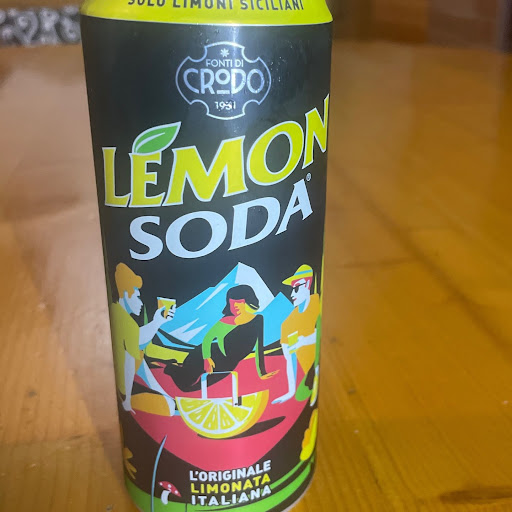 SOLO LIMONI SICILIANI
FONTI DI
CRODO
1931
LEMON
SODA®
L'ORIGINALE
LIMONATA
ITALIANA